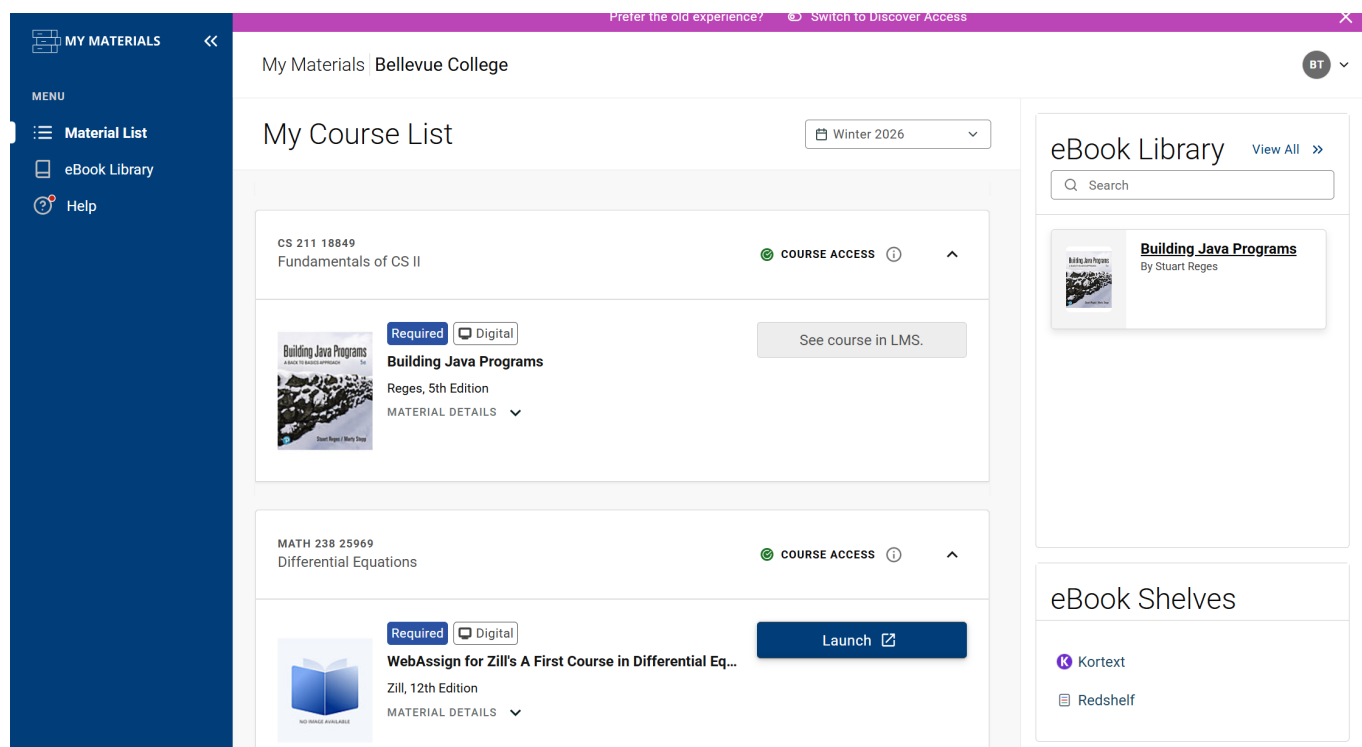 Prefer the old experience? Switch to Discover Access
MY MATERIALS
MENU
Material List
eBook Library
Help
My Materials Bellevue College
BT
My Course List
Winter 2026
CS 211 18849
Fundamentals of CS II
COURSE ACCESS
Building Java Programs
A BACK TO BASICS APPROACH 5e
Stuart Reges / Marty Stepp
Required Digital
Building Java Programs
Reges, 5th Edition
MATERIAL DETAILS
See course in LMS.
MATH 238 25969
Differential Equations
COURSE ACCESS
NO IMAGE AVAILABLE
Required Digital
WebAssign for Zill's A First Course in Differential Eq...
Zill, 12th Edition
MATERIAL DETAILS
Launch
eBook Library View All
Search
Building Java Programs
Building Java Programs
By Stuart Reges
eBook Shelves
K Kortext
Redshelf